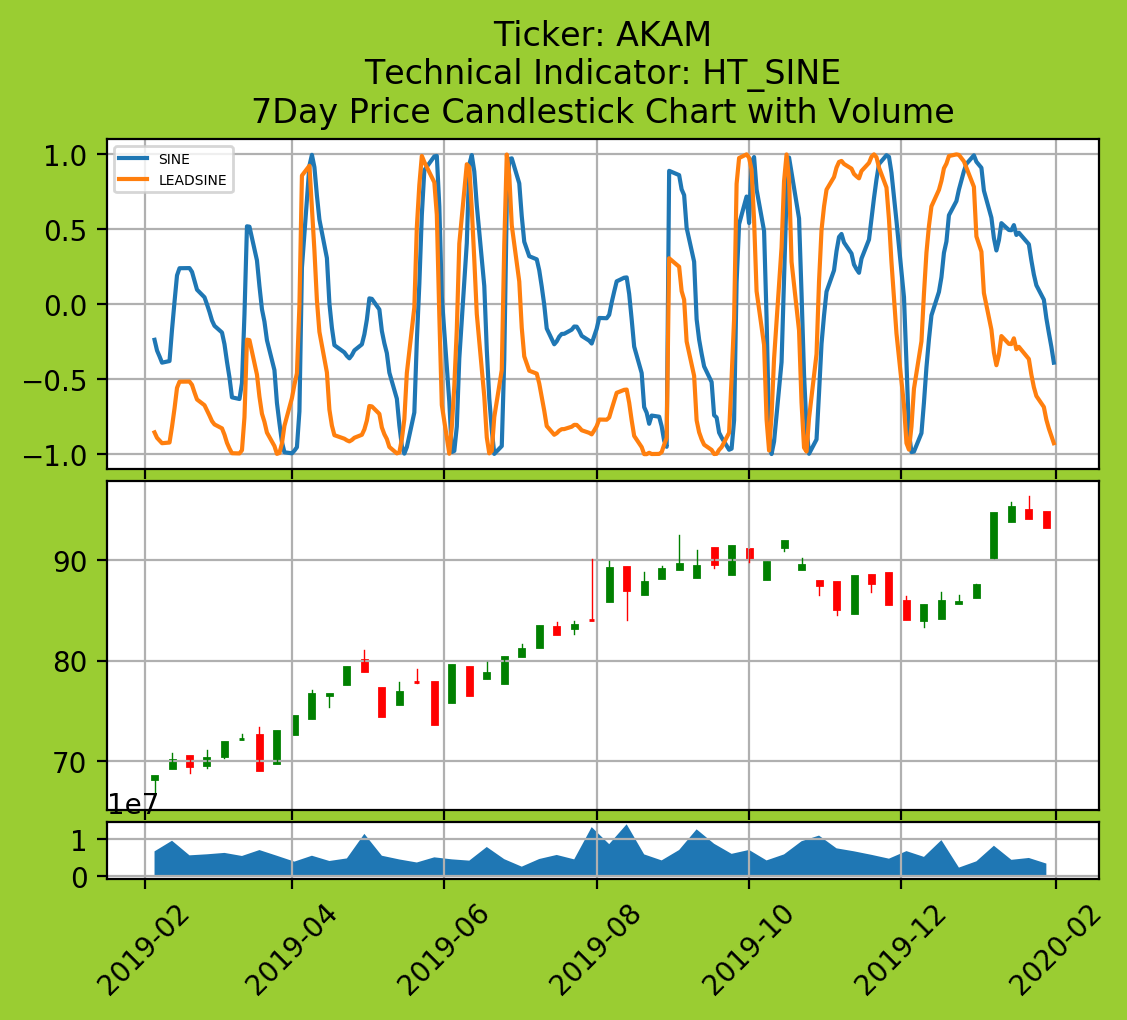 Ticker: AKAM
Technical Indicator: HT_SINE
7Day Price Candlestick Chart with Volume
1.0
SINE
LEADSINE
0.5
0.0
−0.5
−1.0
90
80
70
1e7
1
0
2019-02
2019-04
2019-06
2019-08
2019-10
2019-12
2020-02